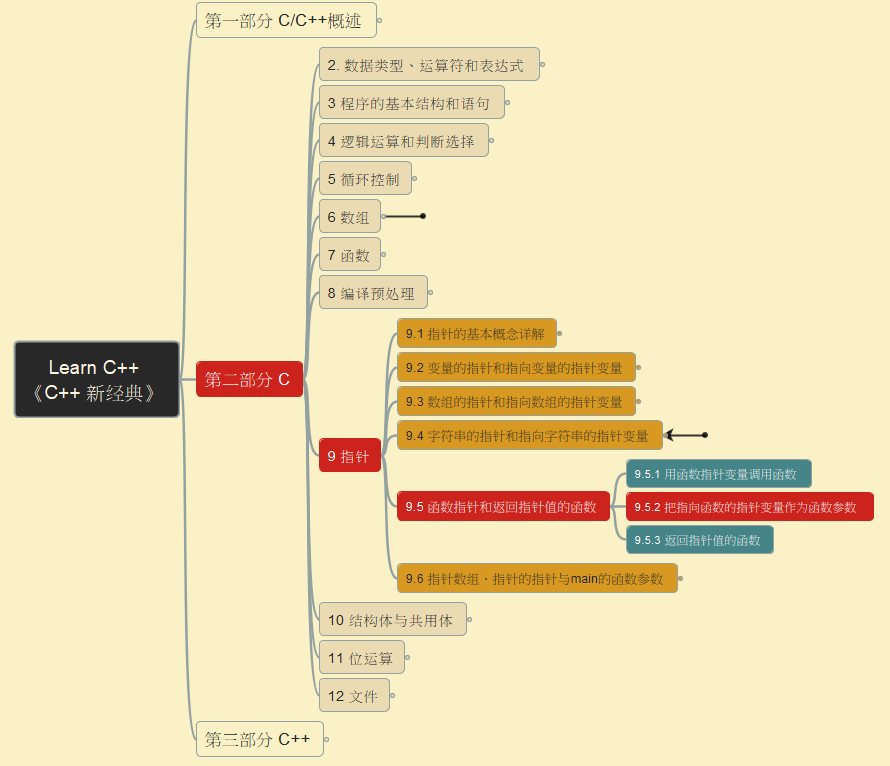 第一部分 C/C++概述
2. 数据类型、运算符和表达式
3 程序的基本结构和语句
4 逻辑运算和判断选择
5 循环控制
6 数组
7 函数
8 编译预处理
9.1 指针的基本概念详解
9.2 变量的指针和指向变量的指针变量
9.3 数组的指针和指向数组的指针变量
9.4 字符串的指针和指向字符串的指针变量
Learn C++
《C++ 新经典》
第二部分 C
9 指针
9.5 函数指针和返回指针值的函数
9.5.1 用函数指针变量调用函数
9.5.2 把指向函数的指针变量作为函数参数
9.5.3 返回指针值的函数
9.6 指针数组、指针的指针与main的函数参数
10 结构体与共用体
11 位运算
12 文件
第三部分 C++